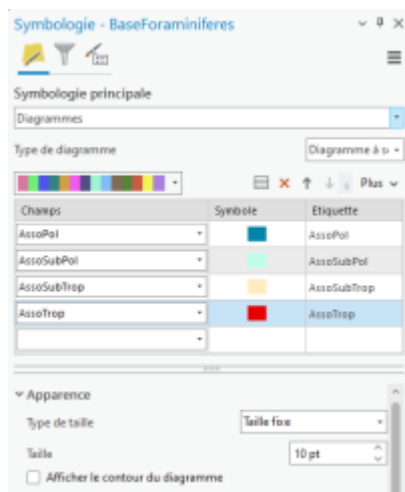 Symbologie - BaseForaminiferes
Symbologie principale
Diagrammes
Type de diagramme
Diagramme à
Plus
Champs Symbole Etiquette
AssoPol AssoPol
AssoSubPol AssoSubPol
AssoSubTrop AssoSubTrop
AssoTrop AssoTrop
Apparence
Type de taille Taille fixe
Taille 10 pt
Afficher le contour du diagramme